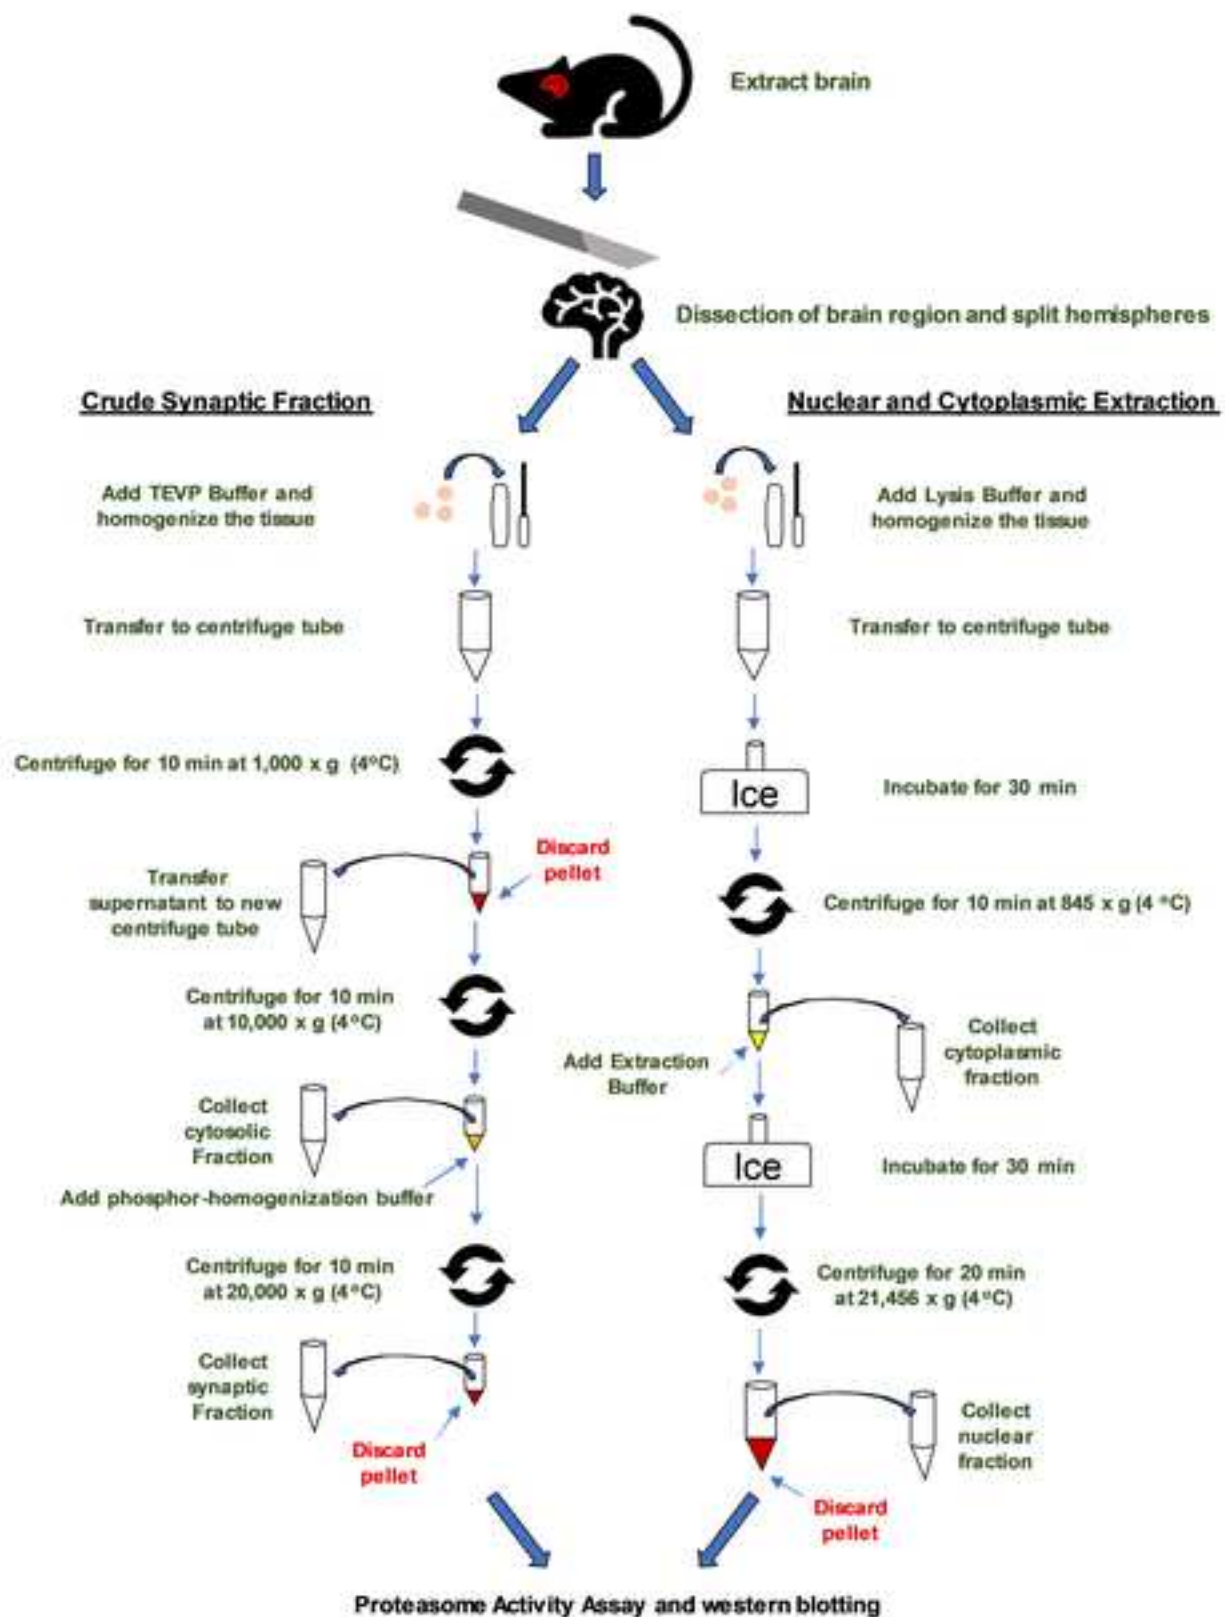 Extract brain
Dissection of brain region and split hemispheres
Crude Synaptic Fraction
Add TEVP Buffer and
homogenize the tissue
Transfer to centrifuge tube
Centrifuge for 10 min at 1,000 x g (4°C)
Discard
pellet
Transfer
supernatant to new
centrifuge tube
Centrifuge for 10 min
at 10,000 x g (4°C)
Collect
cytosolic
Fraction
Add phosphor-homogenization buffer
Centrifuge for 10 min
at 20,000 x g (4°C)
Collect
synaptic
Fraction
Discard
pellet
Nuclear and Cytoplasmic Extraction
Add Lysis Buffer and
homogenize the tissue
Transfer to centrifuge tube
Ice
Incubate for 30 min
Centrifuge for 10 min at 845 x g (4 °C)
Add Extraction
Buffer
Collect
cytoplasmic
fraction
Ice
Incubate for 30 min
Centrifuge for 20 min
at 21,456 x g (4°C)
Collect
nuclear
fraction
Discard
pellet
Proteasome Activity Assay and western blotting